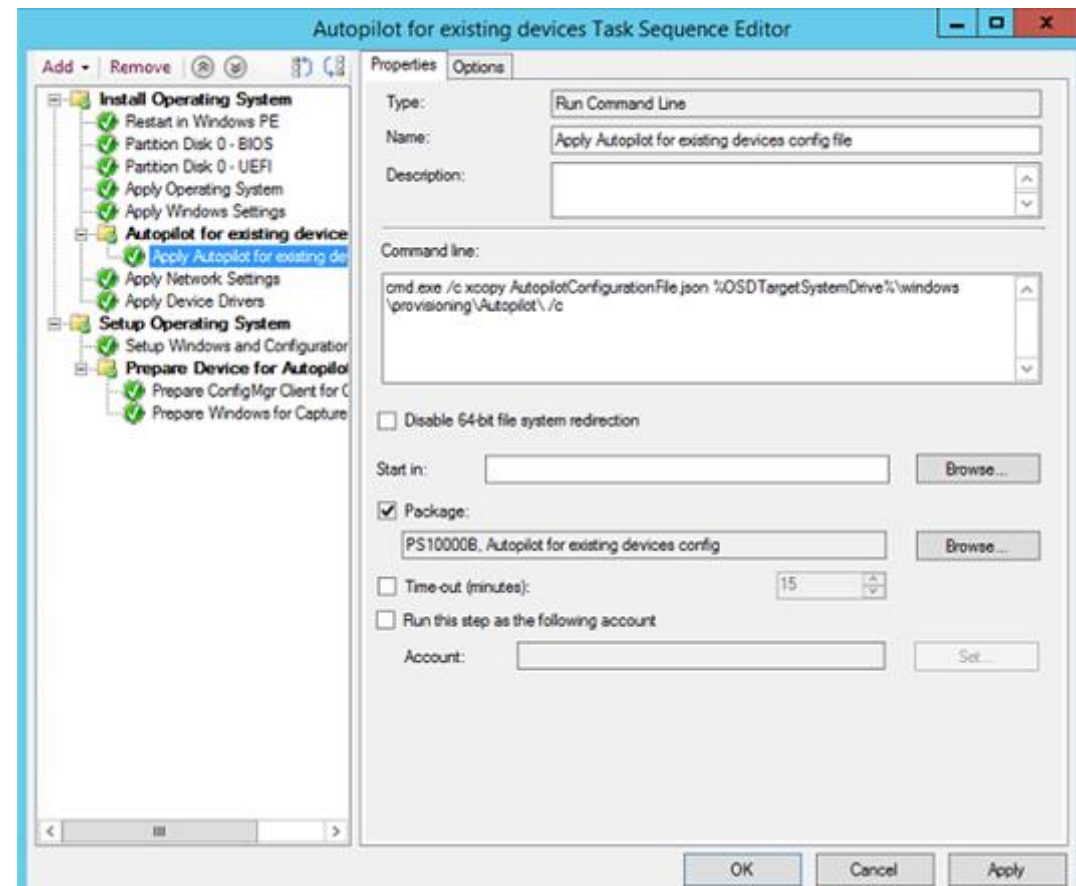 Autopilot for existing devices Task Sequence Editor
Add
Remove
Install Operating System
Restart in Windows PE
Partition Disk 0 - BIOS
Partition Disk 0 - UEFI
Apply Operating System
Apply Windows Settings
Autopilot for existing device
Apply Autopilot for existing de
Apply Network Settings
Apply Device Drivers
Setup Operating System
Setup Windows and Configuration
Prepare Device for Autopilo
Prepare ConfigMgr Client for C
Prepare Windows for Capture
Properties
Options
Type:
Run Command Line
Name:
Apply Autopilot for existing devices config file
Description:
Command line:
cmd.exe /c xcopy AutopilotConfigurationFile.json %OSDTargetSystemDrive%\windows
\provisioning\Autopilot\ /c
Disable 64-bit file system redirection
Start in:
Browse...
Package:
PS10000B, Autopilot for existing devices config
Browse...
Time-out (minutes):
15
Run this step as the following account
Account:
Set...
OK
Cancel
Apply